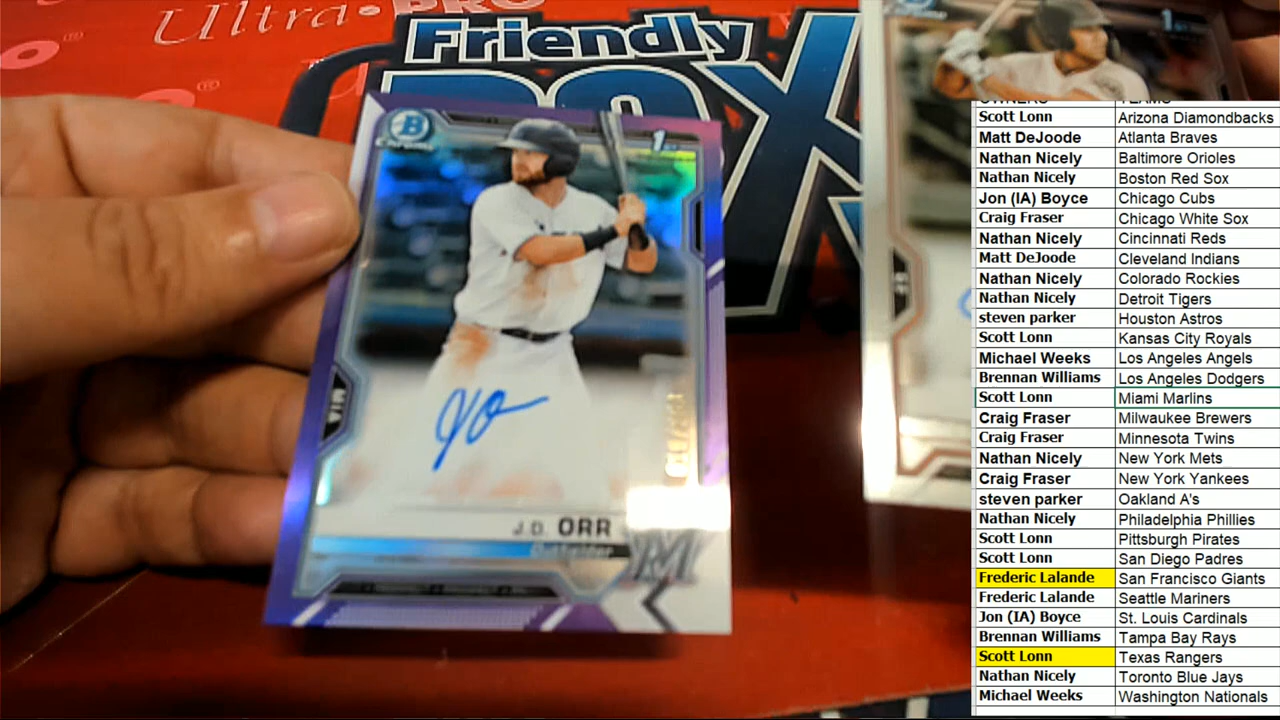 Ultra•PRO
Friendly
BOX
B
Chrome
1ST
MIA
J.D. ORR
Outfielder
M
OWNERS TEAMS
Scott Lonn Arizona Diamondbacks
Matt DeJoode Atlanta Braves
Nathan Nicely Baltimore Orioles
Nathan Nicely Boston Red Sox
Jon (IA) Boyce Chicago Cubs
Craig Fraser Chicago White Sox
Nathan Nicely Cincinnati Reds
Matt DeJoode Cleveland Indians
Nathan Nicely Colorado Rockies
Nathan Nicely Detroit Tigers
steven parker Houston Astros
Scott Lonn Kansas City Royals
Michael Weeks Los Angeles Angels
Brennan Williams Los Angeles Dodgers
Scott Lonn Miami Marlins
Craig Fraser Milwaukee Brewers
Craig Fraser Minnesota Twins
Nathan Nicely New York Mets
Craig Fraser New York Yankees
steven parker Oakland A's
Nathan Nicely Philadelphia Phillies
Scott Lonn Pittsburgh Pirates
Scott Lonn San Diego Padres
Frederic Lalande San Francisco Giants
Frederic Lalande Seattle Mariners
Jon (IA) Boyce St. Louis Cardinals
Brennan Williams Tampa Bay Rays
Scott Lonn Texas Rangers
Nathan Nicely Toronto Blue Jays
Michael Weeks Washington Nationals